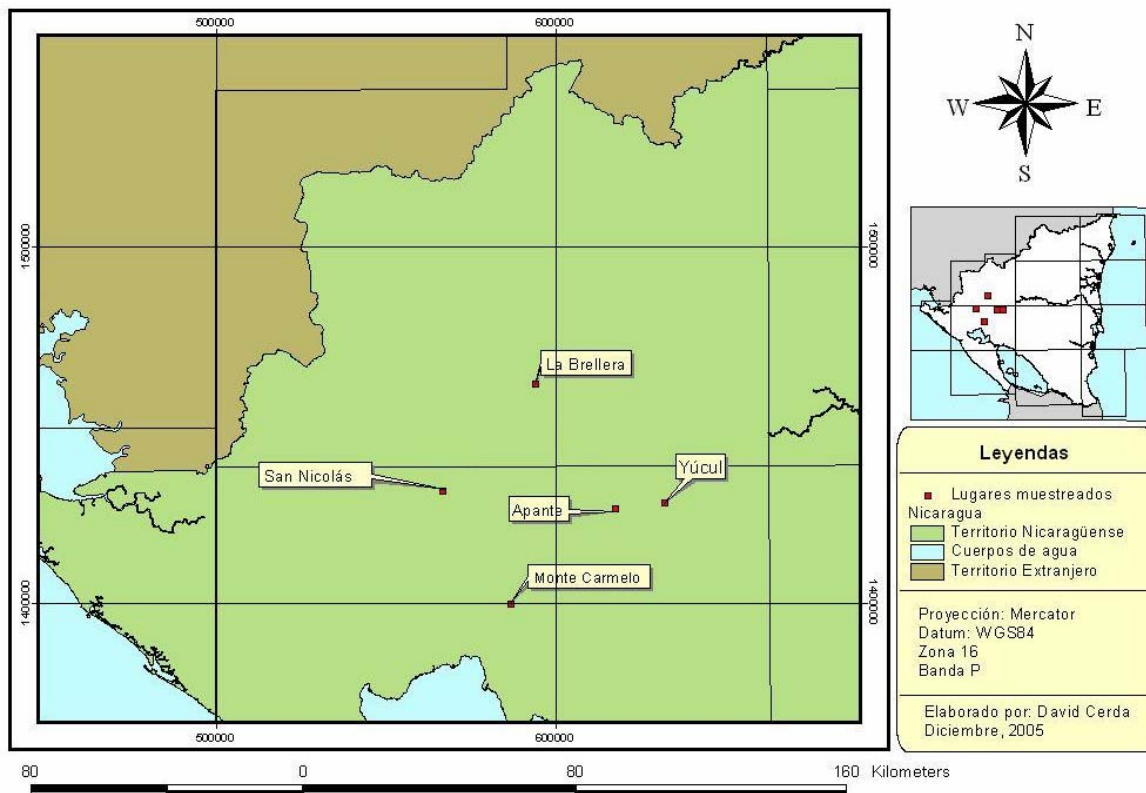 500000
600000
N
W
E
S
1500000
1500000
La Brellera
San Nicolás
Yúcul
Apante
Monte Carmelo
1400000
1400000
500000
600000
Leyendas
Lugares muestreados
Nicaragua
Territorio Nicaragüense
Cuerpos de agua
Territorio Extranjero
Proyección: Mercator
Datum: WGS84
Zona 16
Banda P
Elaborado por: David Cerda
Diciembre, 2005
80
0
80
160 Kilometers